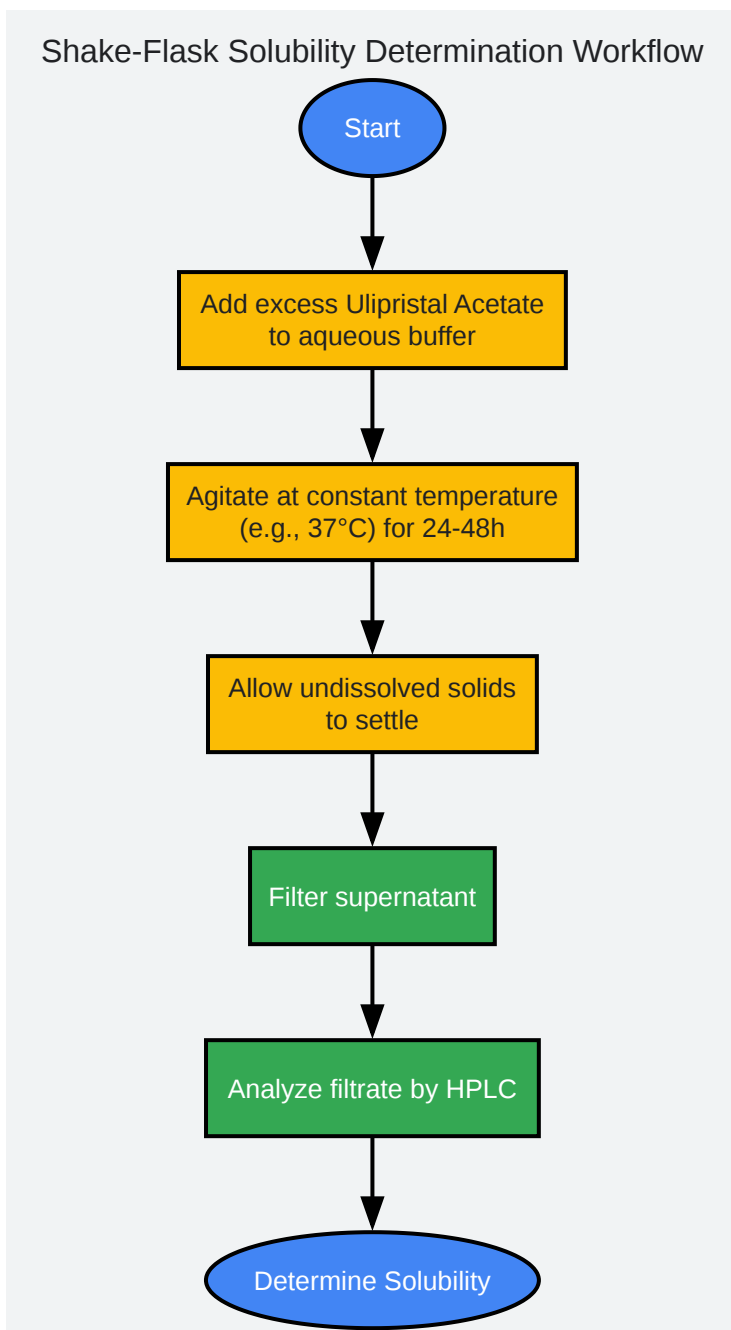 Shake-Flask Solubility Determination Workflow
Start
Add excess Ulipristal Acetate
to aqueous buffer
Agitate at constant temperature
(e.g., 37°C) for 24-48h
Allow undissolved solids
to settle
Filter supernatant
Analyze filtrate by HPLC
Determine Solubility